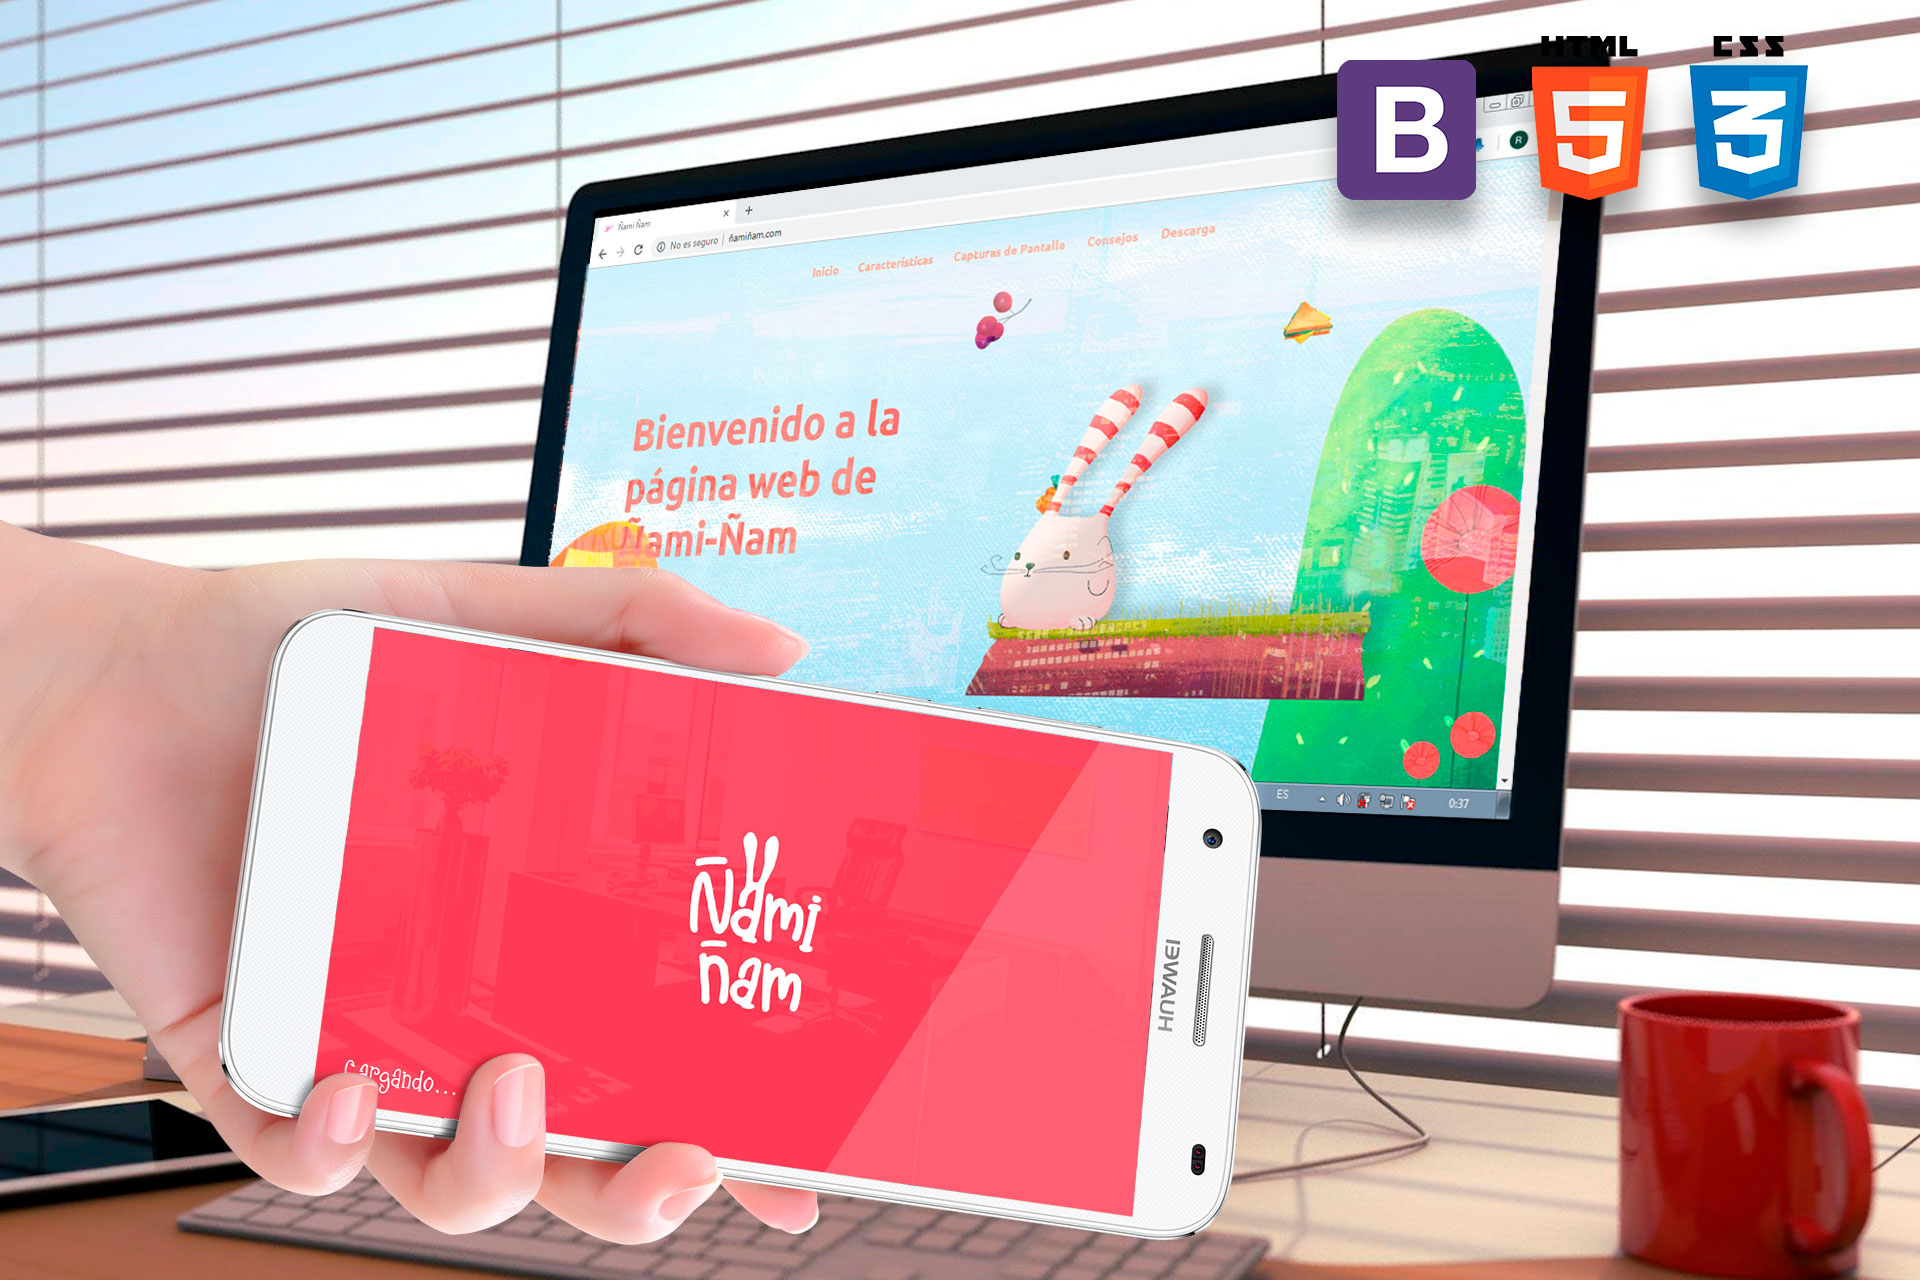 HTML
CSS
B
5
3
Ñami Ñam
No es seguro | ñamiñam.com
R
Inicio
Características
Capturas de Pantalla
Consejos
Descarga
Bienvenido a la
página web de
Ñami-Ñam
ES
0:37
Ñami
ñam
cargando...
HUAWEI